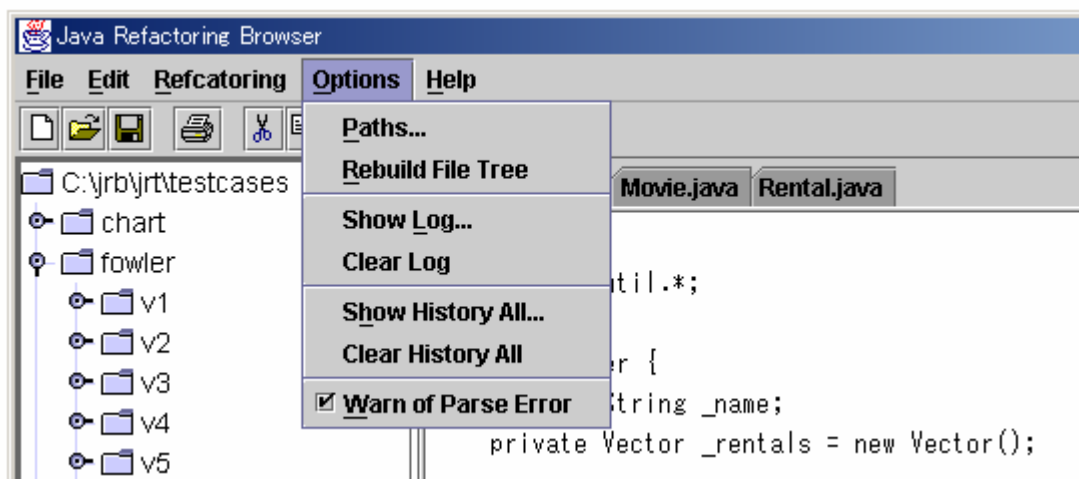 Java Refactoring Browser
File Edit Refcatoring Options Help
Paths...
Rebuild File Tree
Show Log...
Clear Log
Show History All...
Clear History All
Warn of Parse Error
C:\jrb\jrt\testcases
chart
fowler
v1
v2
v3
v4
v5
Movie.java Rental.java
til.*;
er {
String _name;
private Vector _rentals = new Vector();